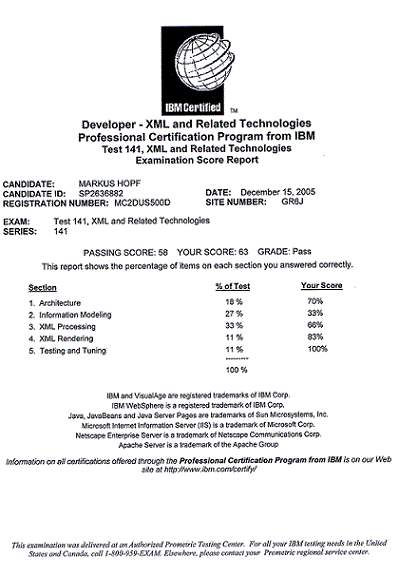 IBM Certified
TM
Developer - XML and Related Technologies
Professional Certification Program from IBM
Test 141, XML and Related Technologies
Examination Score Report
CANDIDATE: MARKUS HOPF
CANDIDATE ID: SP2636882 DATE: December 15, 2005
REGISTRATION NUMBER: MC2DUS500D SITE NUMBER: GR6J
EXAM: Test 141, XML and Related Technologies
SERIES: 141
PASSING SCORE: 58 YOUR SCORE: 63 GRADE: Pass
This report shows the percentage of items on each section you answered correctly.
Section % of Test Your Score
1. Architecture 18 % 70%
2. Information Modeling 27 % 33%
3. XML Processing 33 % 66%
4. XML Rendering 11 % 83%
5. Testing and Tuning 11 % 100%
---------
100 %
IBM and VisualAge are registered trademarks of IBM Corp.
IBM WebSphere is a registered trademark of IBM Corp.
Java, JavaBeans and Java Server Pages are trademarks of Sun Microsystems, Inc.
Microsoft Internet Information Server (IIS) is a trademark of Microsoft Corp.
Netscape Enterprise Server is a trademark of Netscape Communications Corp.
Apache Server is a trademark of the Apache Group
Information on all certifications offered through the Professional Certification Program from IBM is on our Web
site at http://www.ibm.com/certify/
This examination was delivered at an Authorized Prometric Testing Center. For all your IBM testing needs in the United
States and Canada, call 1-800-959-EXAM. Elsewhere, please contact your Prometric regional service center.